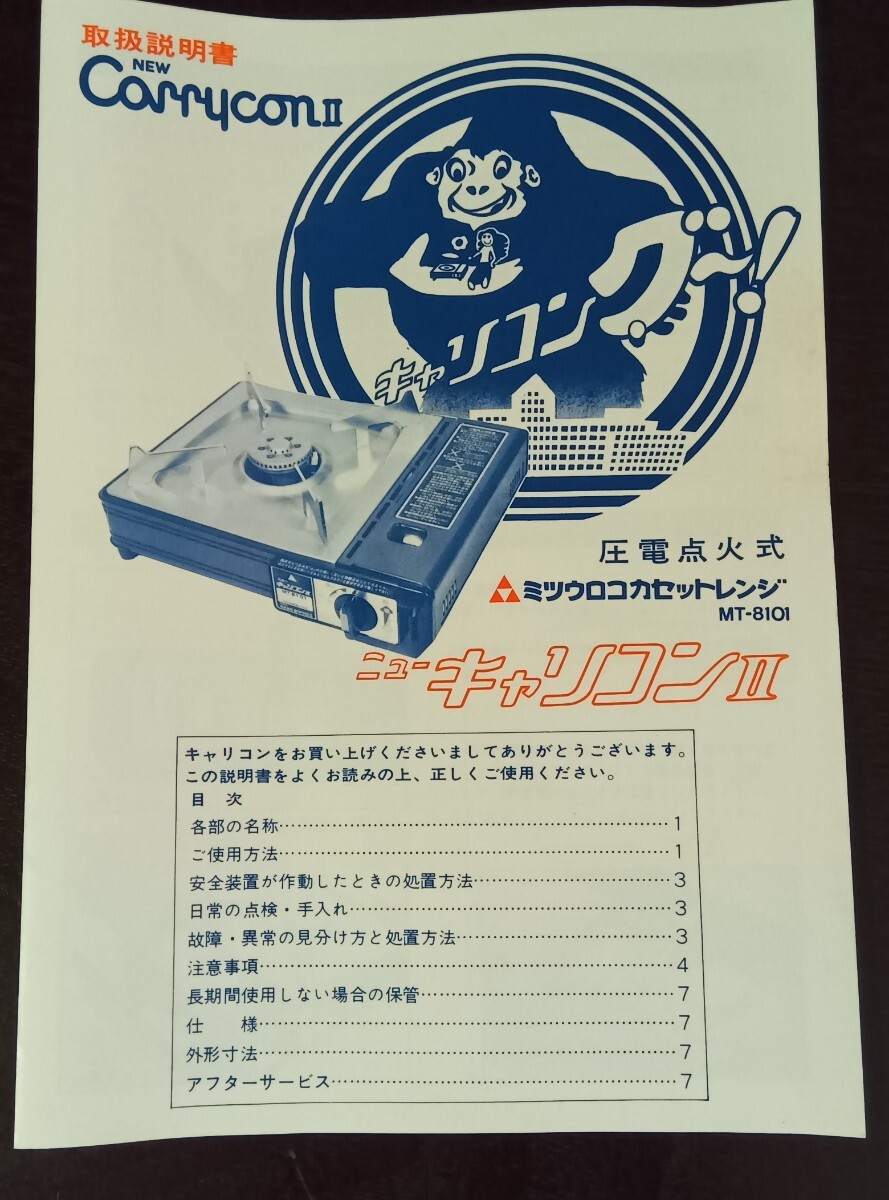 取扱説明書
NEW
CarryconII
キャリコン
グー!
圧電点火式
ミツウロコカセットレンジ
MT-8101
ニューキャリコンII
キャリコンをお買い上げくださいましてありがとうございます。
この説明書をよくお読みの上、正しくご使用ください。
目 次
各部の名称……1
ご使用方法……1
安全装置が作動したときの処置方法……3
日常の点検・手入れ……3
故障・異常の見分け方と処置方法……3
注意事項……4
長期間使用しない場合の保管……7
仕 様……7
外形寸法……7
アフターサービス……7